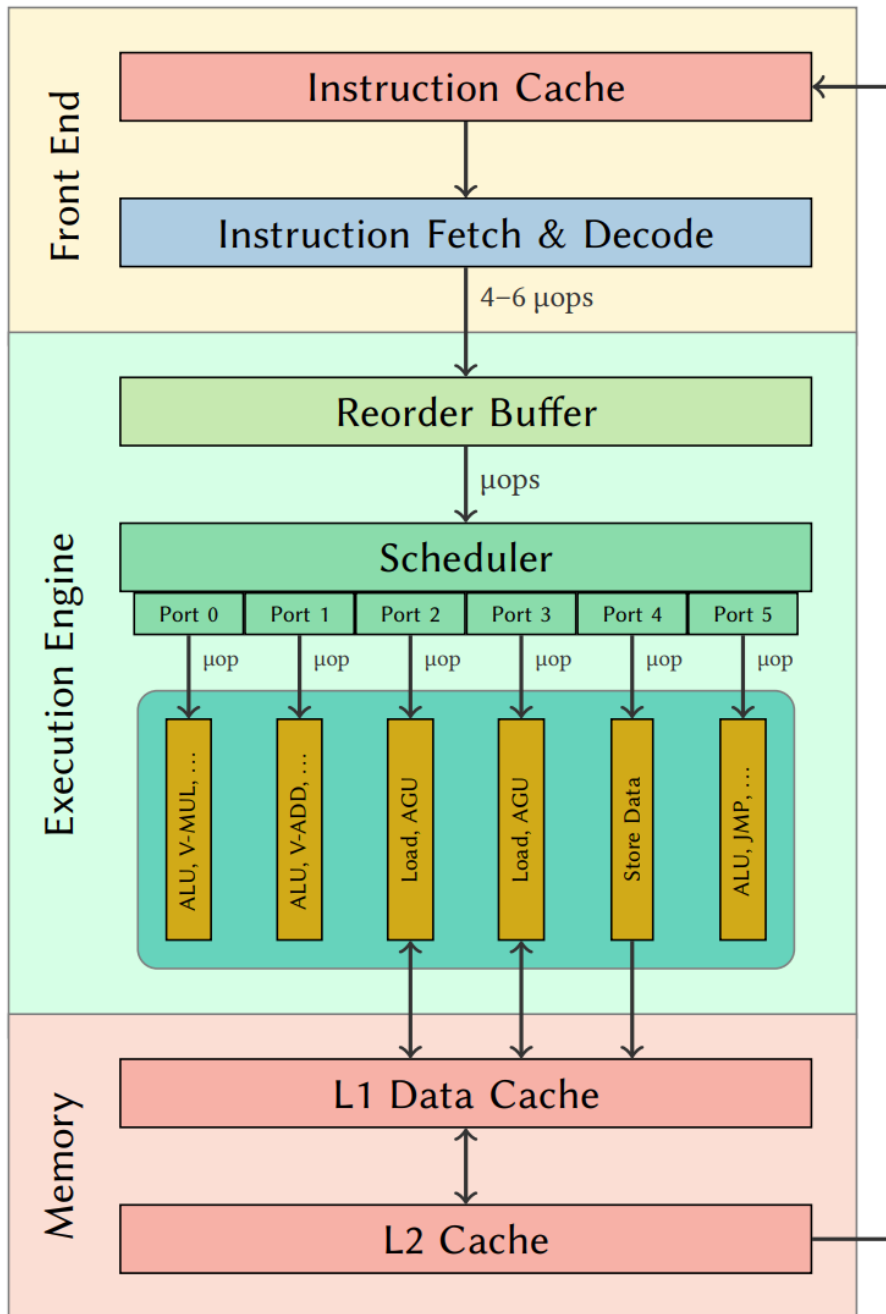 Front End
Instruction Cache
Instruction Fetch & Decode
4–6 μops
Execution Engine
Reorder Buffer
μops
Scheduler
Port 0 Port 1 Port 2 Port 3 Port 4 Port 5
μop μop μop μop μop μop
ALU, V-MUL, …
ALU, V-ADD, …
Load, AGU
Load, AGU
Store Data
ALU, JMP, …
Memory
L1 Data Cache
L2 Cache